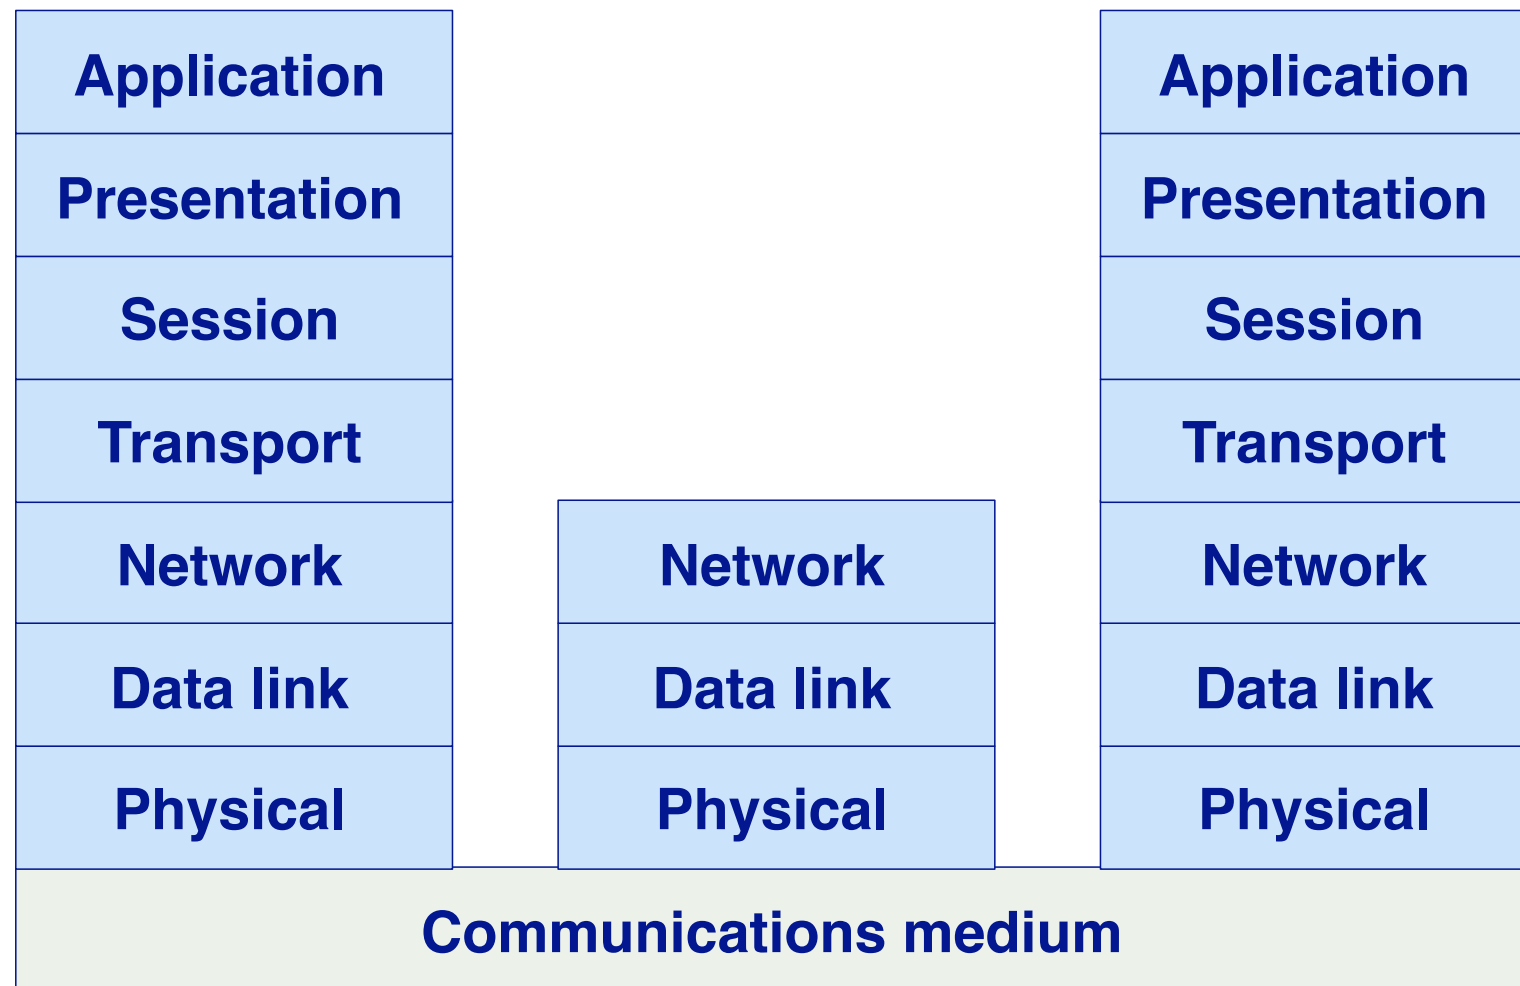 Application
Presentation
Session
Transport
Network
Data link
Physical
Network
Data link
Physical
Application
Presentation
Session
Transport
Network
Data link
Physical
Communications medium